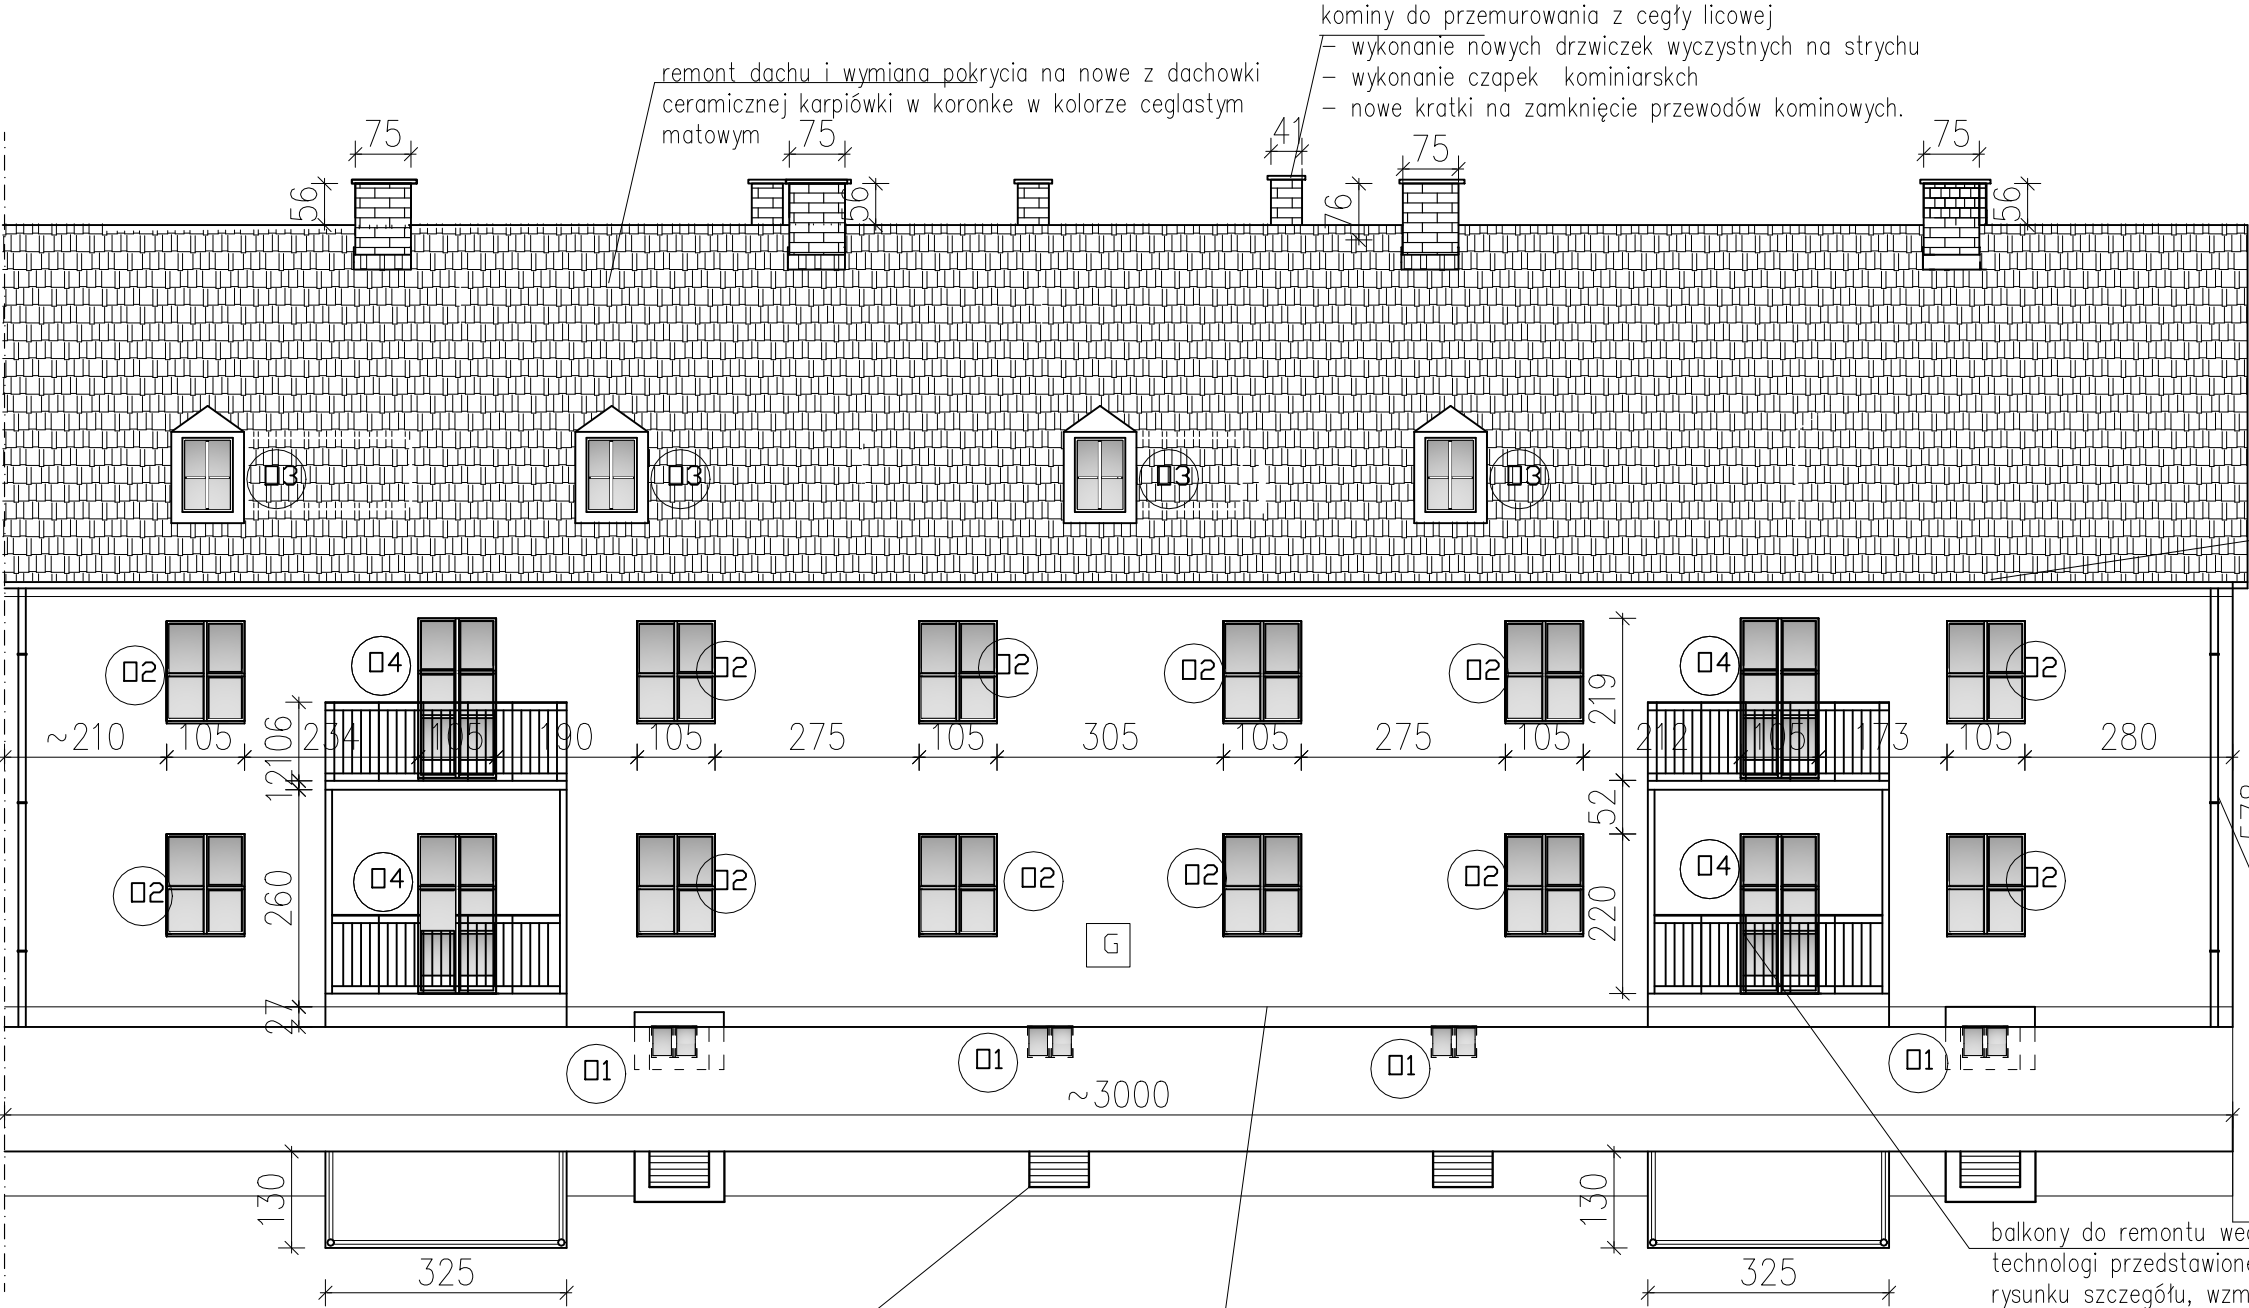 kominy do przemurowania z cegły licowej
– wykonanie nowych drzwiczek wyczystnych na strychu
– wykonanie czapek kominiarskch
– nowe kratki na zamknięcie przewodów kominowych.
remont dachu i wymiana pokrycia na nowe z dachowki
ceramicznej karpiówki w koronke w kolorze ceglastym
matowym
75 75 41 75 75
56 56 76 56
O3 O3 O3 O3
O2 O4 O2 O2 O2 O2 O4 O2
~210 105 234 105 190 105 275 105 305 105 275 105 212 105 173 105 280
106
12
260
27
219
52
220
O2 O4 O2 O2 O2 O2 O4 O2
G
O1 O1 O1 O1
~3000
130 130
325 325
balkony do remontu
technologi
rysunku szczegółu,